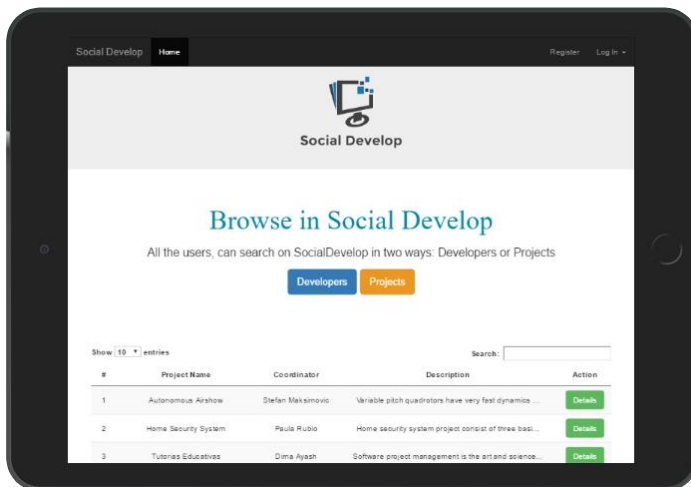 Social Develop Home Register Log In
Social Develop
Browse in Social Develop
All the users, can search on SocialDevelop in two ways: Developers or Projects
Developers Projects
Show 10 entries Search:
# Project Name Coordinator Description Action
1 Autonomous Airshow Stefan Maksimovic Variable pitch quadrotors have very fast dynamics ... Details
2 Home Security System Paula Rubio Home security system project consist of three basi... Details
3 Tutorias Educativas Dima Ayash Software project management is the art and science... Details